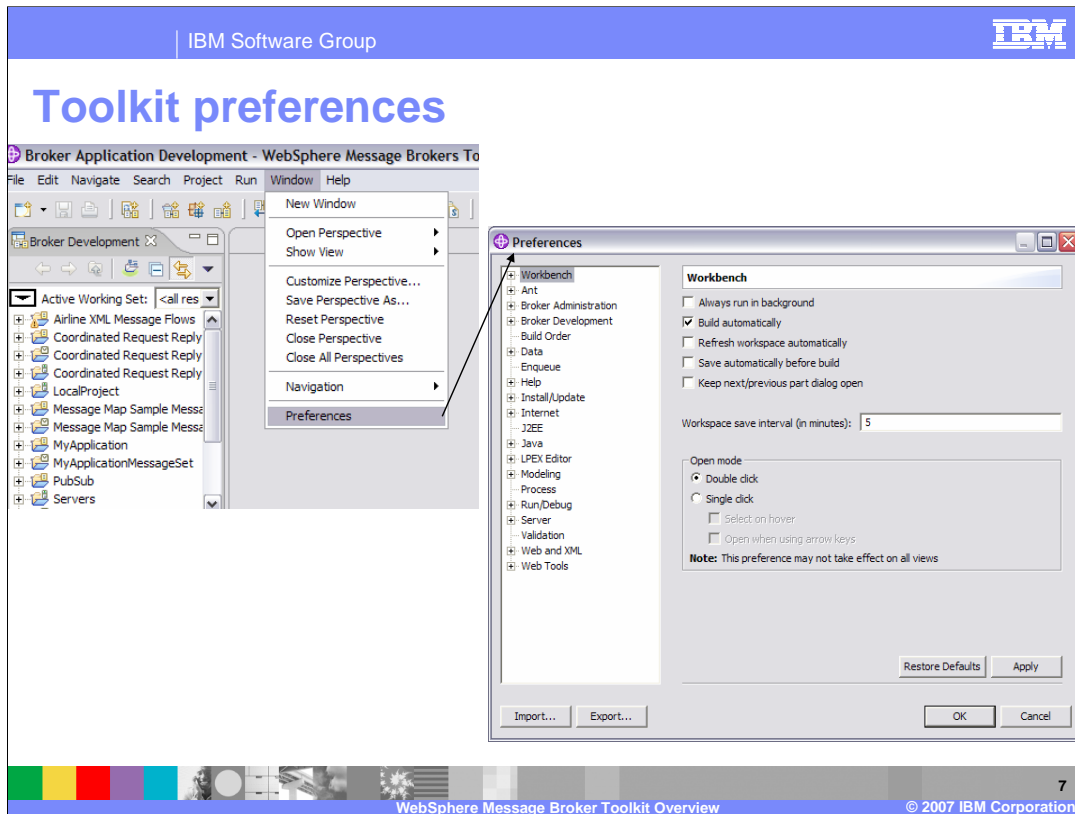 IBM Software Group
IBM
Toolkit preferences
Broker Application Development - WebSphere Message Brokers To
File Edit Navigate Search Project Run Window Help
New Window
Open Perspective
Show View
Customize Perspective...
Save Perspective As...
Reset Perspective
Close Perspective
Close All Perspectives
Navigation
Preferences
Broker Development
Active Working Set: <all res
Airline XML Message Flows
Coordinated Request Reply
Coordinated Request Reply
Coordinated Request Reply
LocalProject
Message Map Sample Messa
Message Map Sample Messa
MyApplication
MyApplicationMessageSet
PubSub
Servers
Preferences
Workbench
Ant
Broker Administration
Broker Development
Build Order
Data
Enqueue
Help
Install/Update
Internet
J2EE
Java
LPEX Editor
Modeling
Process
Run/Debug
Server
Validation
Web and XML
Web Tools
Workbench
Always run in background
Build automatically
Refresh workspace automatically
Save automatically before build
Keep next/previous part dialog open
Workspace save interval (in minutes): 5
Open mode
Double click
Single click
Select on hover
Open when using arrow keys
Note: This preference may not take effect on all views
Restore Defaults Apply
Import... Export... OK Cancel
7
WebSphere Message Broker Toolkit Overview © 2007 IBM Corporation